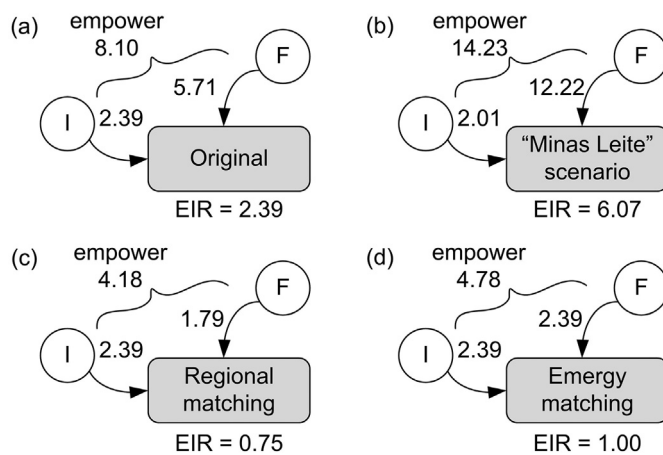 (a)
empower
8.10
F
5.71
I
2.39
Original
EIR = 2.39
(b)
empower
14.23
F
12.22
I
2.01
“Minas Leite”
scenario
EIR = 6.07
(c)
empower
4.18
F
1.79
I
2.39
Regional
matching
EIR = 0.75
(d)
empower
4.78
F
2.39
I
2.39
Emergy
matching
EIR = 1.00